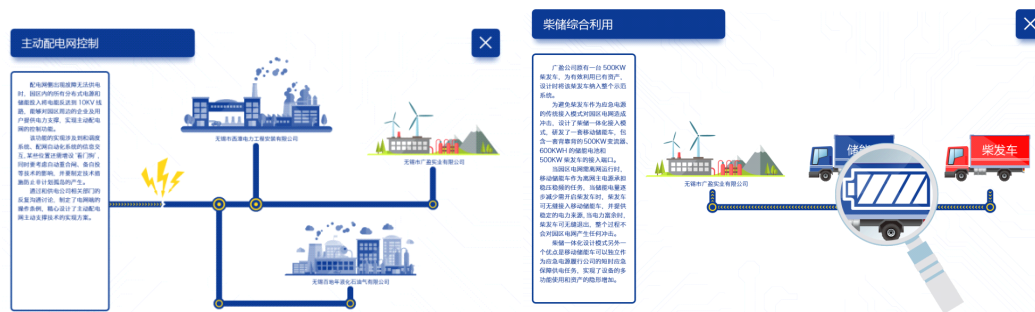 主动配电网控制
配电网侧出现故障无法供电
时，园区内的所有分布式电源和
储能投入将电能反送到 10KV 线
路，能够对园区周边的企业及用
户提供电力支撑，实现主动配电
网的控制功能。
该功能的实现涉及到和调度
系统、配网自动化系统的信息交
互，某些位置还需增设“看门狗”，
同时要考虑自动重合闸、备自投
等技术的影响，并要制定技术措
施防止非计划孤岛的产生。
通过和供电公司相关部门的
反复沟通讨论，制定了电网端的
操作条例，精心设计了主动配电
网主动支撑技术的实现方案。
无锡市西漳电力工程安装有限公司
无锡市广盈实业有限公司
无锡百地年液化石油气有限公司
柴储综合利用
广盈公司原有一台 500KW
柴发车，为有效利用已有资产，
设计时将该柴发车纳入整个示范
系统。
为避免柴发车作为应急电源
的传统接入模式对园区电网造成
冲击，设计了柴储一体化接入模
式，研发了一套移动储能车，包
含一套背靠背的 500KW 变流器、
600KWH 的储能电池和
500KW 柴发车的接入端口。
当园区电网脱离网运行时，
移动储能车作为离网主电源承担
稳压稳频的任务，当储能电量逐
步减少需开启柴发车时，柴发车
可无缝接入移动储能车，并提供
稳定的电力来源，当电力富余时，
柴发车可无缝退出，整个过程不
会对园区电网产生任何冲击。
柴储一体化设计模式另外一
个优点是移动储能车可以独立作
为应急电源履行公司的短时应急
保障供电任务，实现了设备的多
功能使用和资产的隐形增加。
无锡市广盈实业有限公司
储能
柴发车